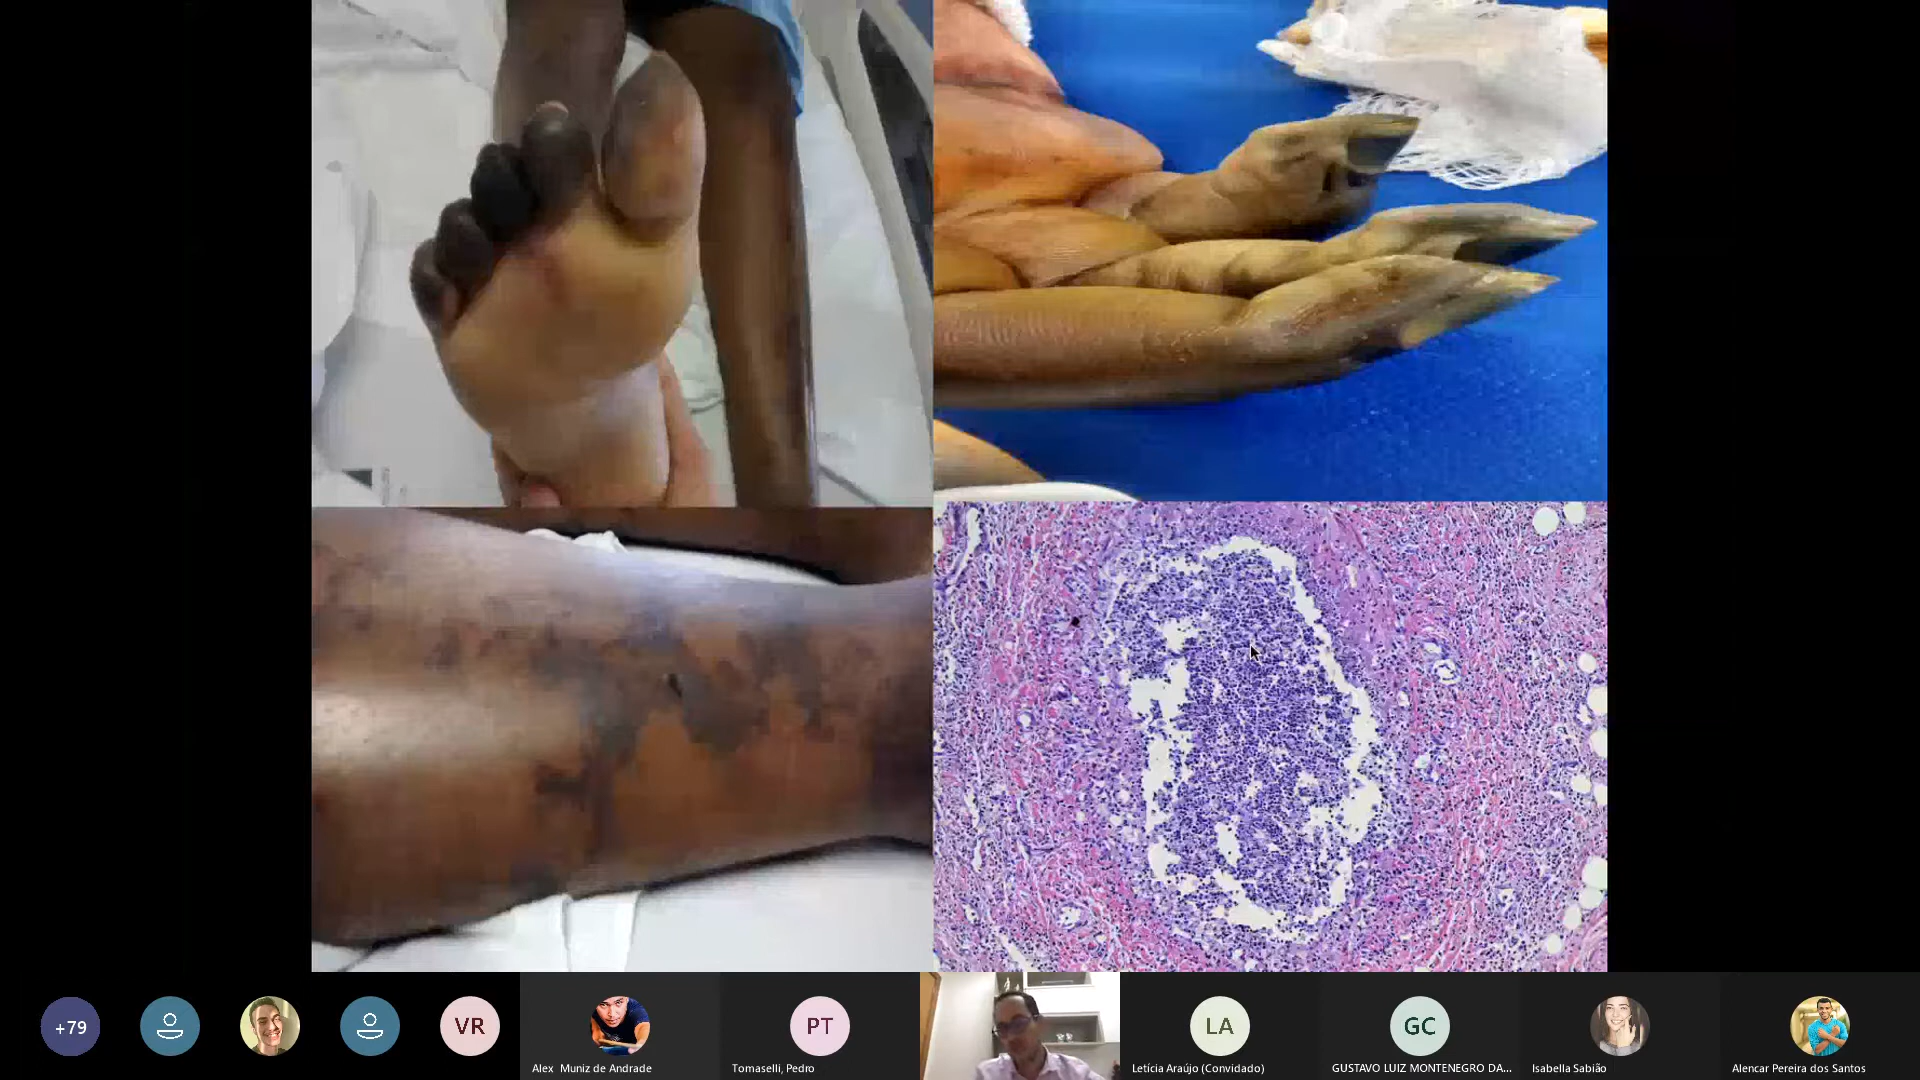 +79
VR
Alex Muniz de Andrade
PT
Tomaselli, Pedro
LA
Letícia Araújo (Convidado)
GC
GUSTAVO LUIZ MONTENEGRO DA...
Isabella Sabião
Alencar Pereira dos Santos